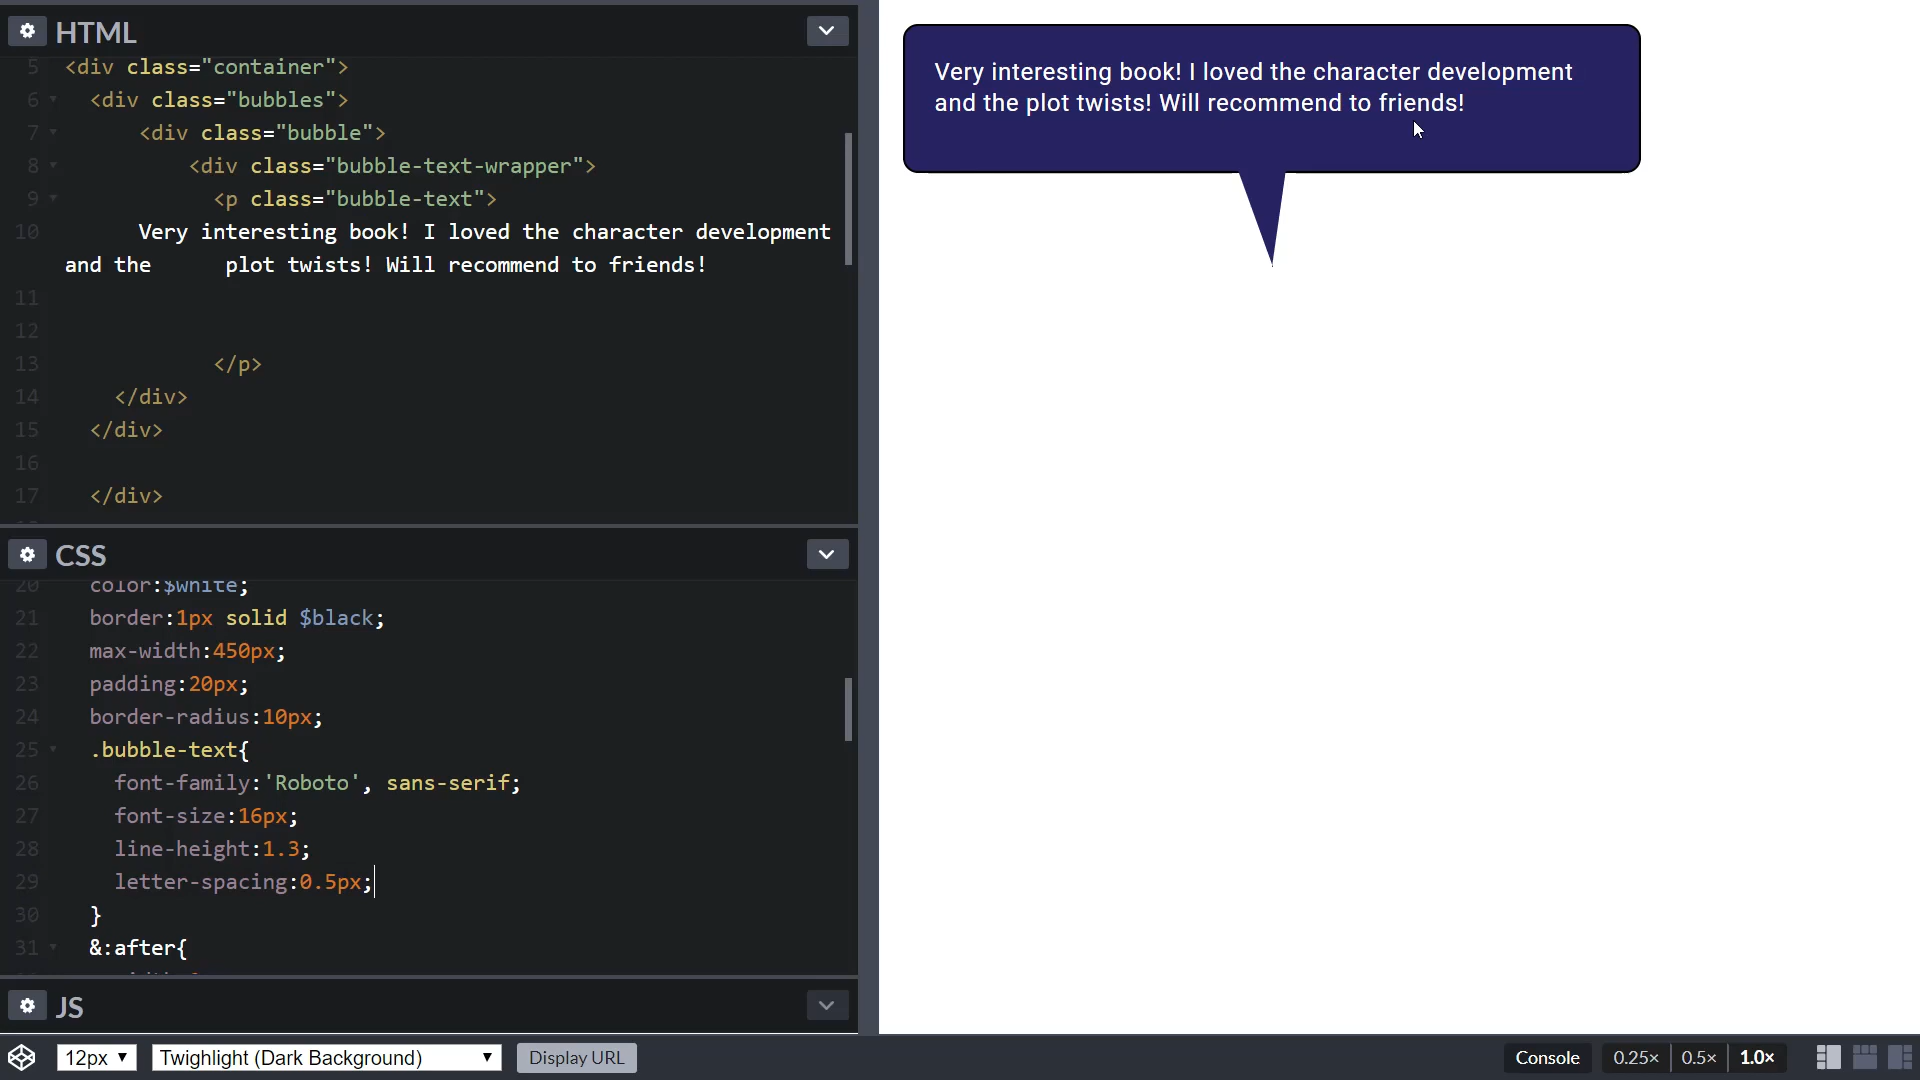 HTML
5 <div class="container">
6 <div class="bubbles">
7 <div class="bubble">
8 <div class="bubble-text-wrapper">
9 <p class="bubble-text">
10 Very interesting book! I loved the character development
and the plot twists! Will recommend to friends!
11
12
13 </p>
14 </div>
15 </div>
16
17 </div>
CSS
20 color:$white;
21 border:1px solid $black;
22 max-width:450px;
23 padding:20px;
24 border-radius:10px;
25 .bubble-text{
26 font-family:'Roboto', sans-serif;
27 font-size:16px;
28 line-height:1.3;
29 letter-spacing:0.5px;
30 }
31 &:after{
JS
12px ▼ Twighlight (Dark Background) ▼ Display URL
Very interesting book! I loved the character development
and the plot twists! Will recommend to friends!
Console 0.25× 0.5× 1.0×